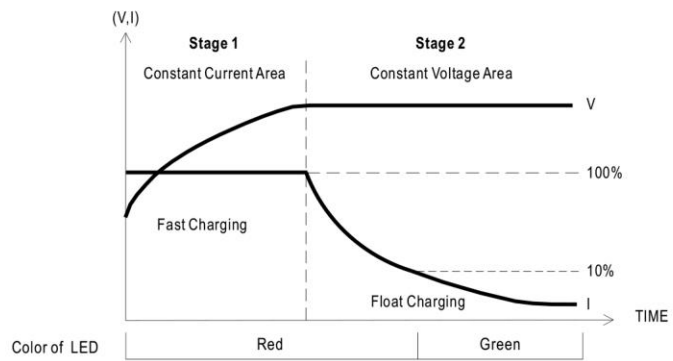 (V,I)
Stage 1
Stage 2
Constant Current Area
Constant Voltage Area
V
100%
Fast Charging
10%
Float Charging
I
TIME
Color of LED
Red
Green